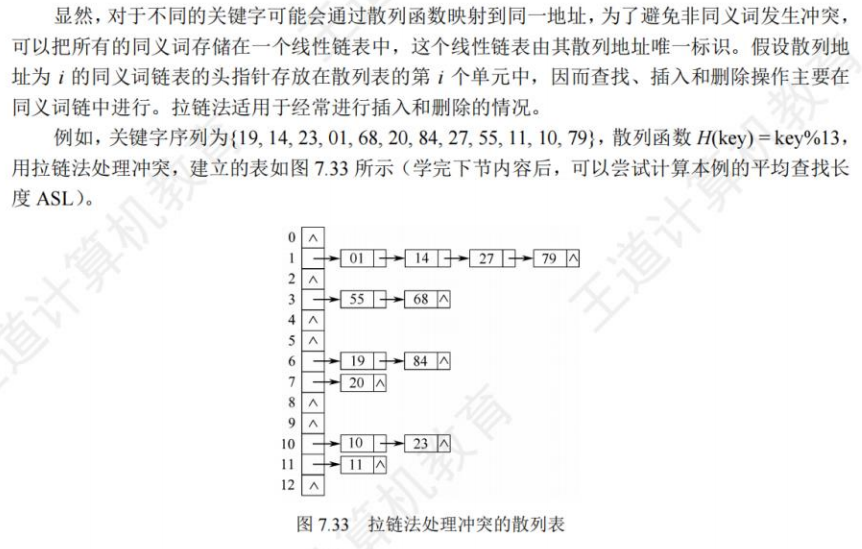 显然，对于不同的关键字可能会通过散列函数映射到同一地址，为了避免非同义词发生冲突，
可以把所有的同义词存储在一个线性链表中，这个线性链表由其散列地址唯一标识。假设散列地
址为 i 的同义词链表的头指针存放在散列表的第 i 个单元中，因而查找、插入和删除操作主要在
同义词链中进行。拉链法适用于经常进行插入和删除的情况。
例如，关键字序列为{19, 14, 23, 01, 68, 20, 84, 27, 55, 11, 10, 79}，散列函数 H(key) = key%13，
用拉链法处理冲突，建立的表如图 7.33 所示（学完下节内容后，可以尝试计算本例的平均查找长
度 ASL）。
0 ∧
1 01 14 27 79 ∧
2 ∧
3 55 68 ∧
4 ∧
5 ∧
6 19 84 ∧
7 20 ∧
8 ∧
9 ∧
10 10 23 ∧
11 11 ∧
12 ∧
图 7.33 拉链法处理冲突的散列表
王道计算机教育
道计算机教育
算机教育